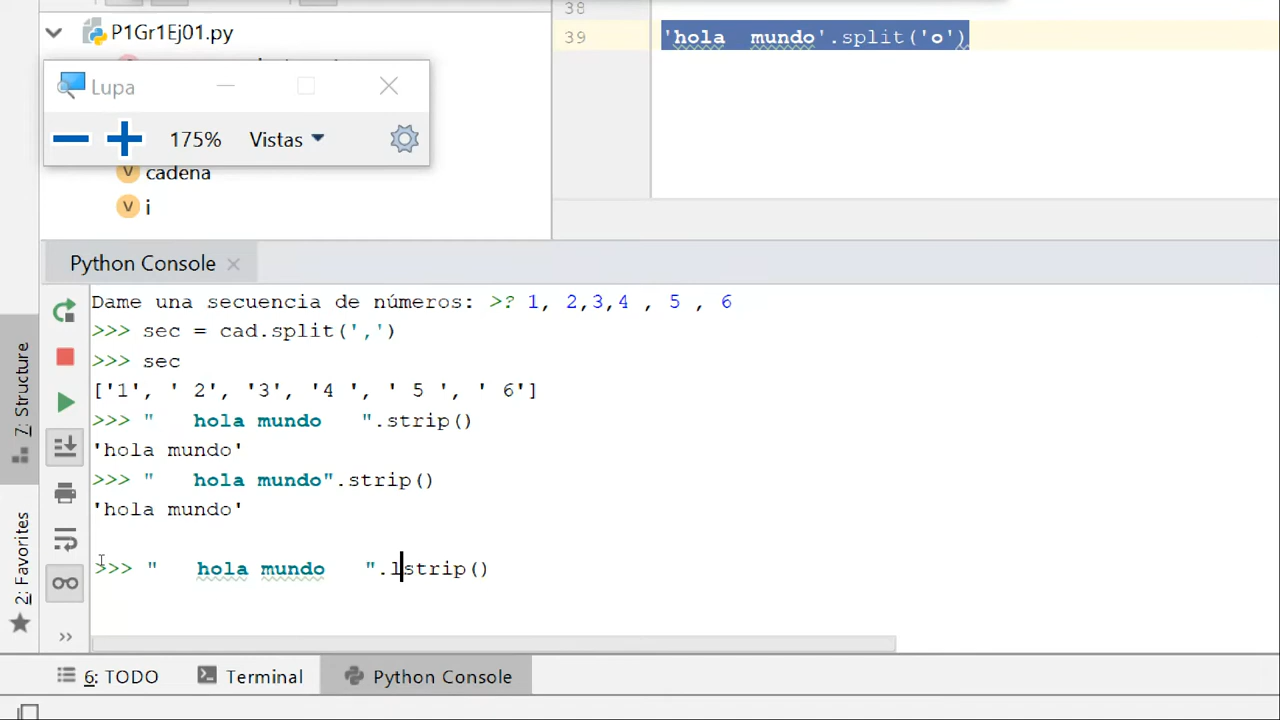 38
P1Gr1Ej01.py
39
'hola  mundo'.split('o')
Lupa
175%
Vistas
cadena
i
Python Console
Dame una secuencia de números: >? 1, 2,3,4 , 5 , 6
>>> sec = cad.split(',')
>>> sec
['1', ' 2', '3', '4 ', ' 5 ', ' 6']
>>> "   hola mundo   ".strip()
'hola mundo'
>>> "   hola mundo".strip()
'hola mundo'
>>> "   hola mundo   ".lstrip()
7: Structure
2: Favorites
6: TODO
Terminal
Python Console